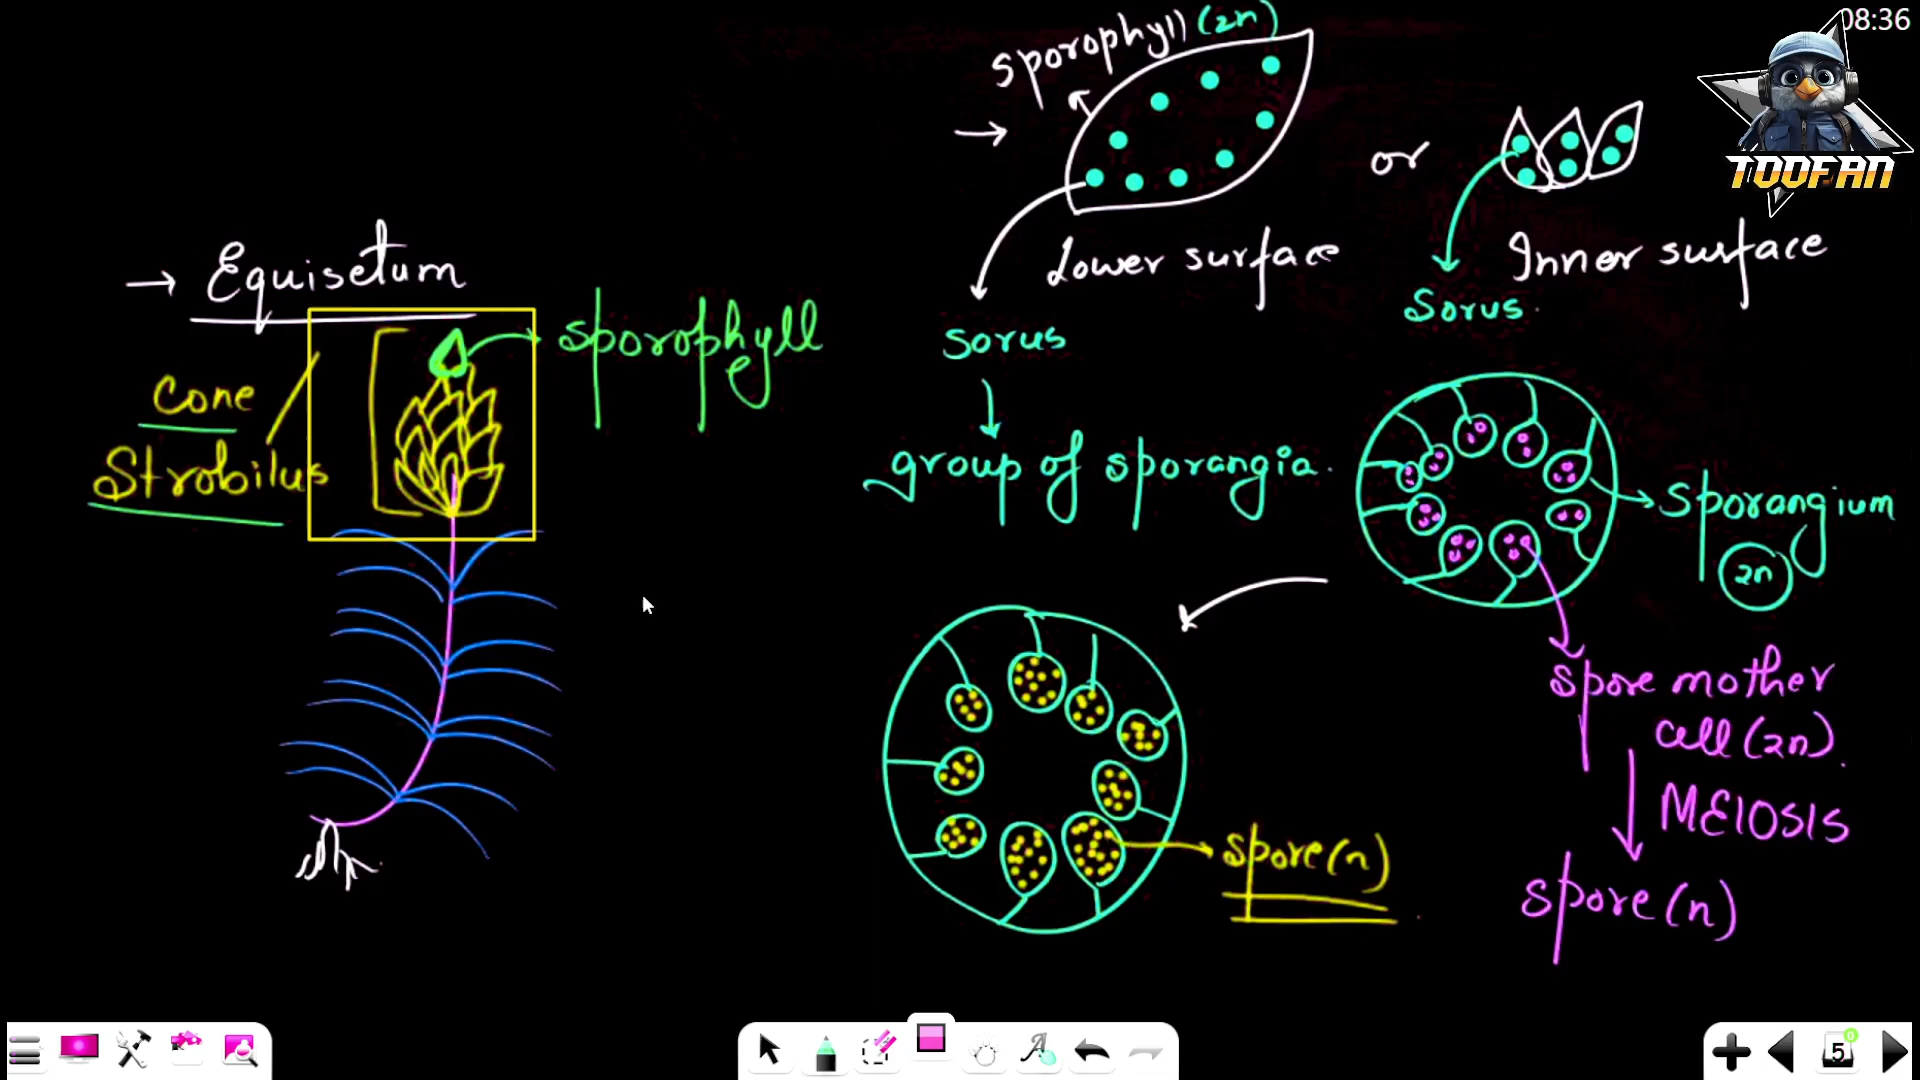 08:36
TOOFAN
sporophyll (2n)
or
Lower surface
Inner surface
→ Equisetum
sporophyll
Cone
Strobilus
sorus
Sorus.
group of sporangia.
Sporangium
2n
spore mother
cell (2n).
MEIOSIS
spore(n)
spore(n)
5
0